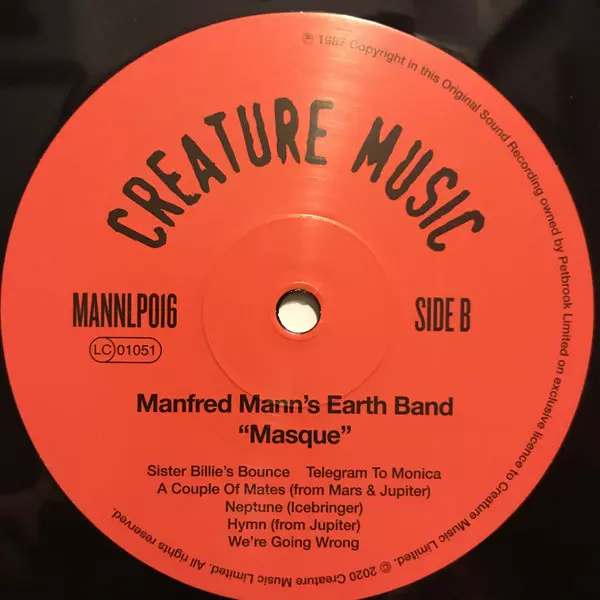 ℗ 1987 Copyright in this Original Sound Recording owned by Petbrook Limited on exclusive licence to Creature Music Limited. © 2020 Creature Music Limited. All rights reserved.
CREATURE MUSIC
MANNLP016
SIDE B
LC 01051
Manfred Mann's Earth Band
"Masque"
Sister Billie's Bounce Telegram To Monica
A Couple Of Mates (from Mars & Jupiter)
Neptune (Icebringer)
Hymn (from Jupiter)
We're Going Wrong